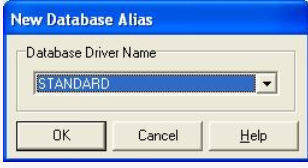 New Database Alias
Database Driver Name
STANDARD
OK
Cancel
Help